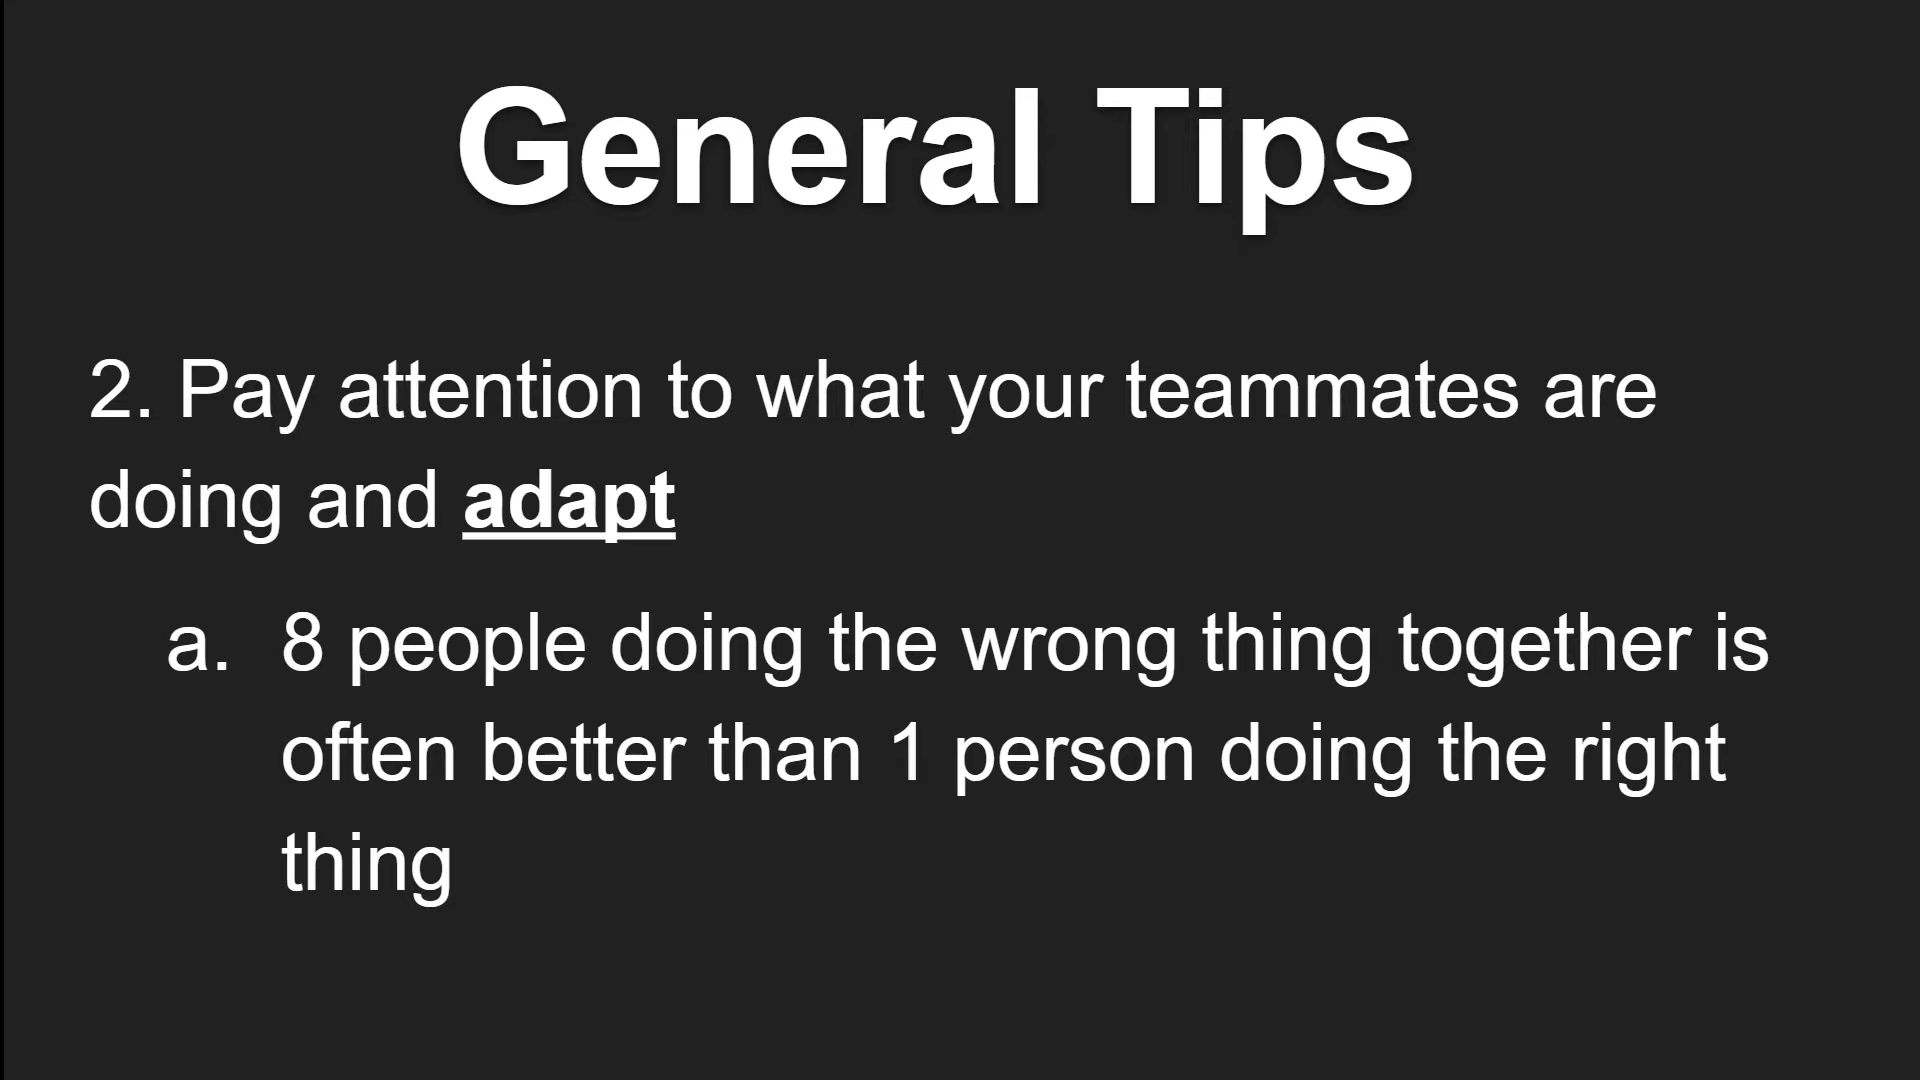 General Tips
2. Pay attention to what your teammates are
doing and adapt
a. 8 people doing the wrong thing together is
often better than 1 person doing the right
thing